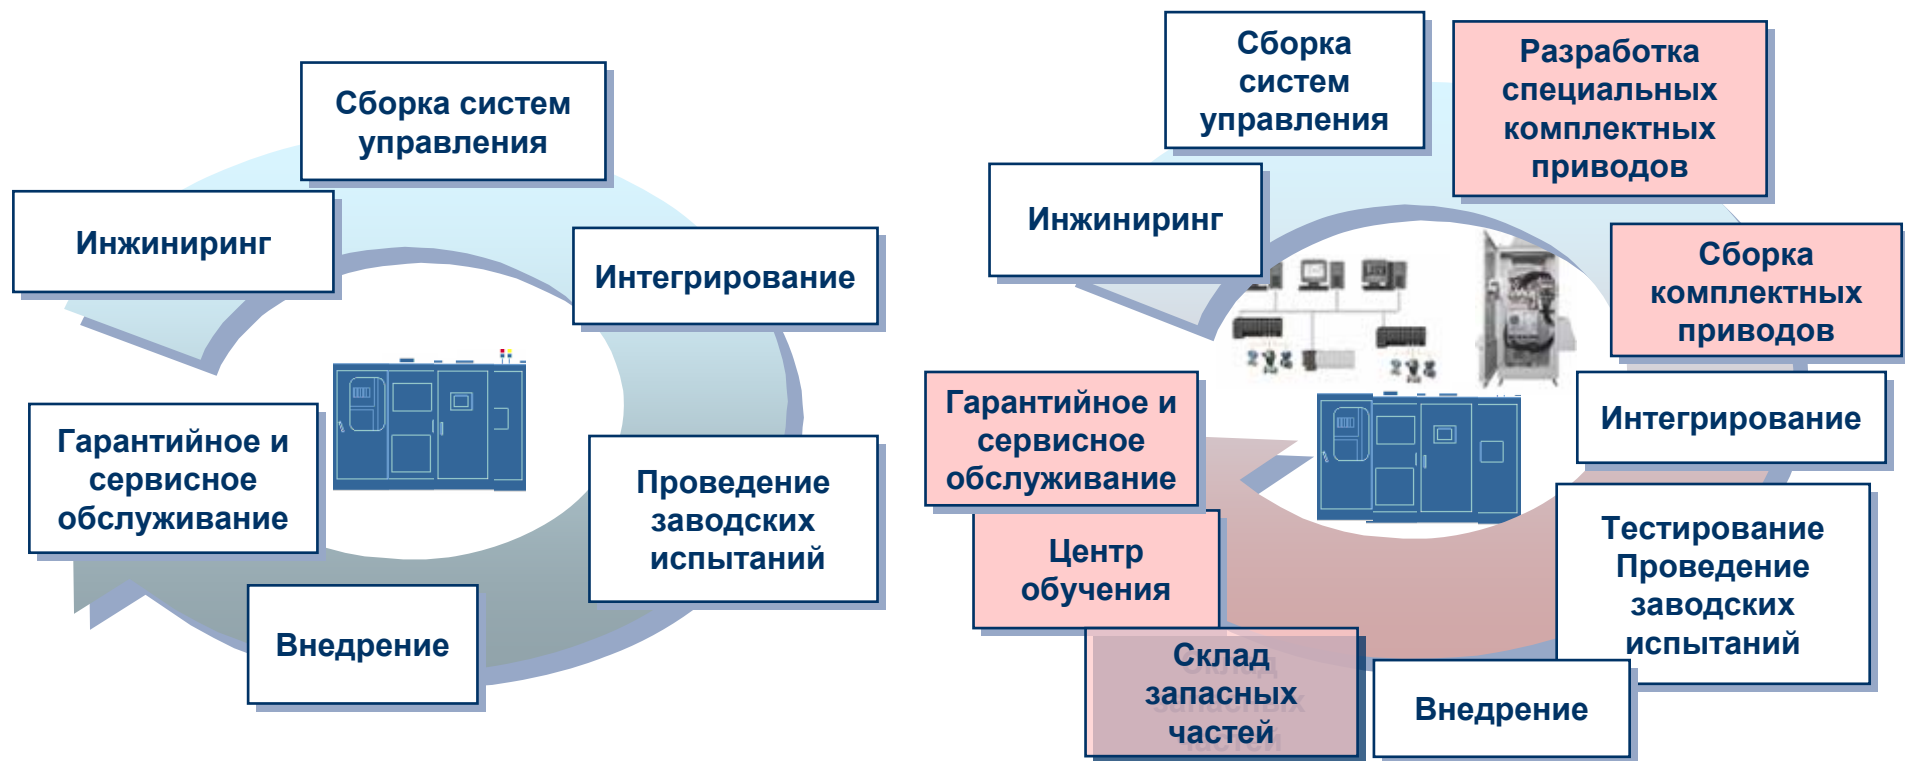 Сборка систем
управления
Инжиниринг
Интегрирование
Проведение
заводских
испытаний
Внедрение
Гарантийное и
сервисное
обслуживание
Сборка
систем
управления
Разработка
специальных
комплектных
приводов
Инжиниринг
Сборка
комплектных
приводов
Интегрирование
Тестирование
Проведение
заводских
испытаний
Внедрение
Склад
запасных
частей
Центр
обучения
Гарантийное и
сервисное
обслуживание